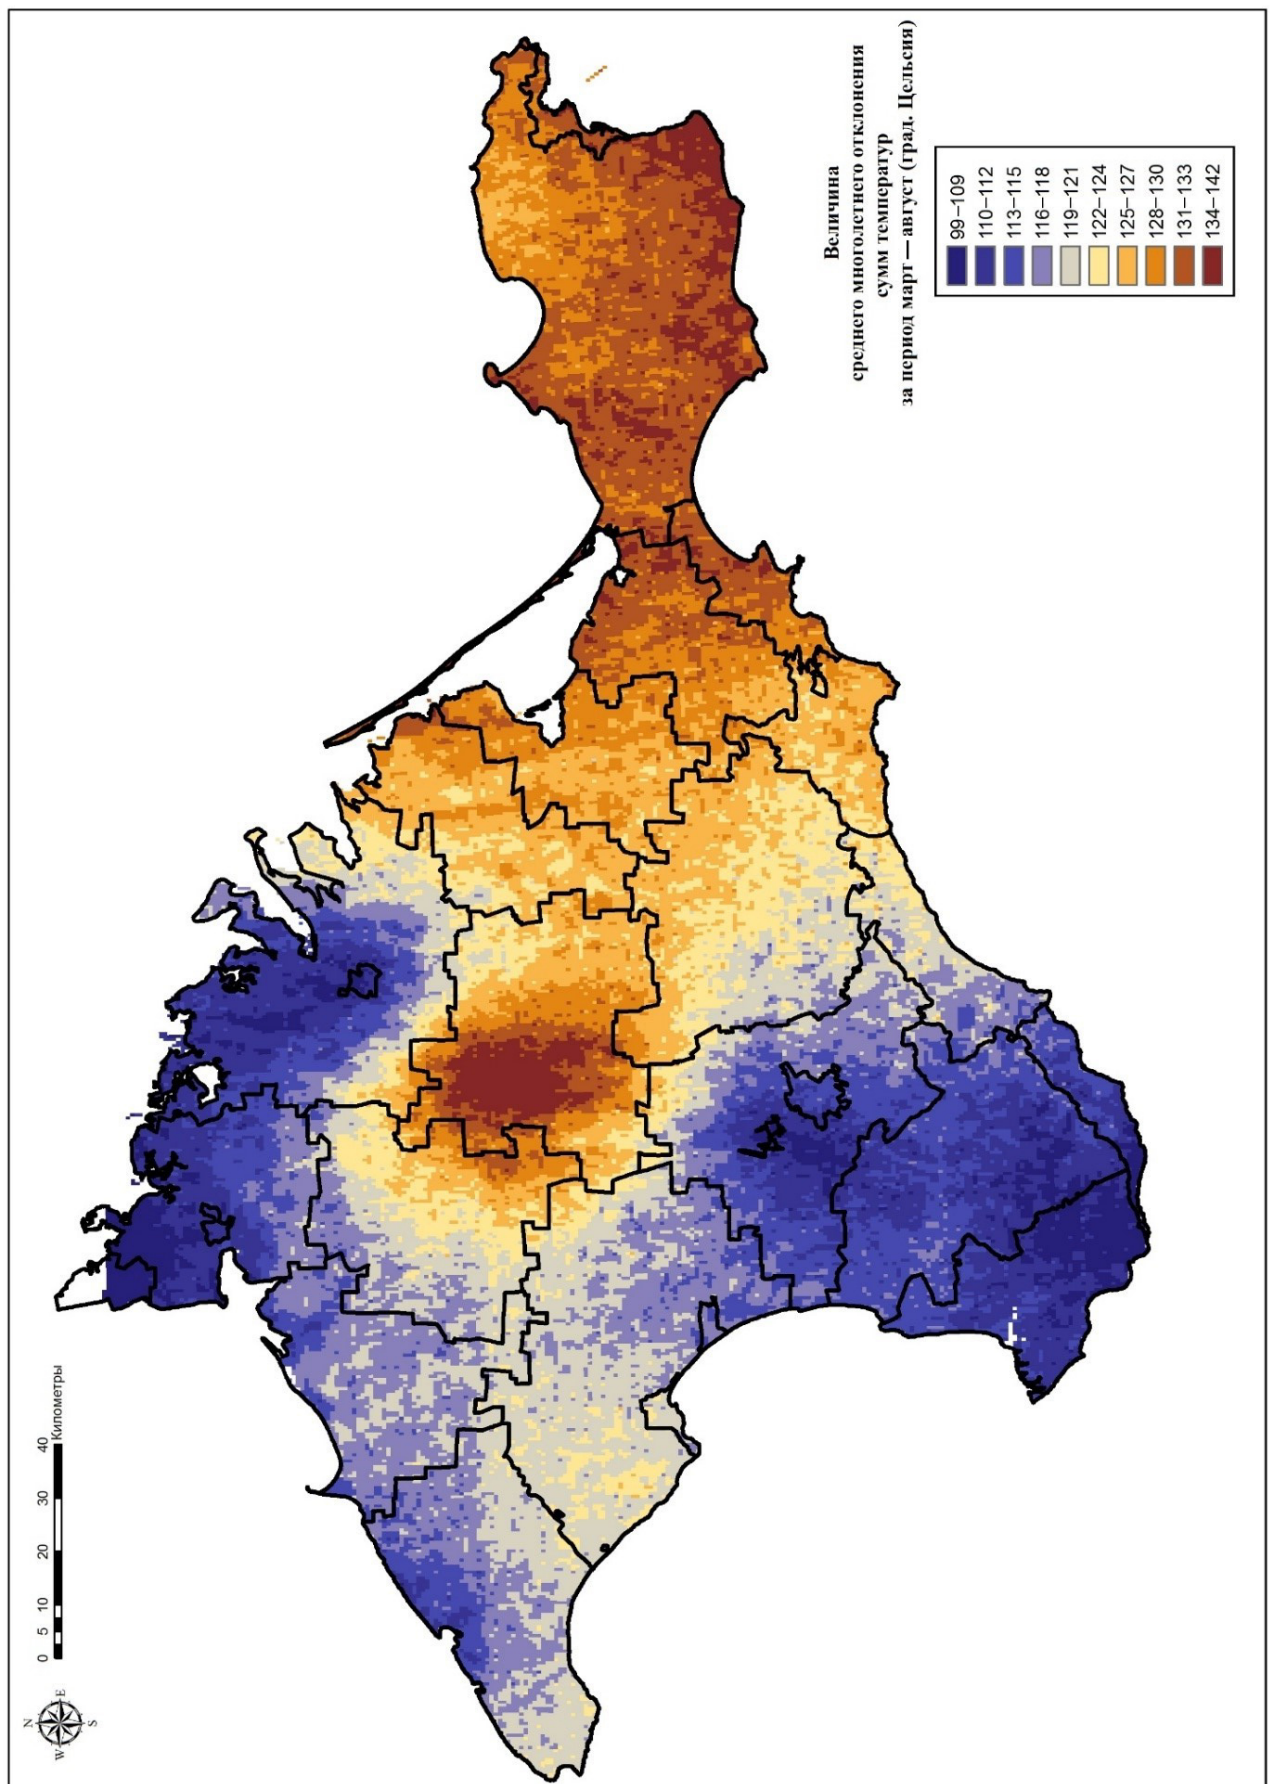 N
W E
S
0 5 10 20 30 40
Километры
Величина
среднего многолетнего отклонения
сумм температур
за период март — август (град. Цельсия)
99–109
110–112
113–115
116–118
119–121
122–124
125–127
128–130
131–133
134–142